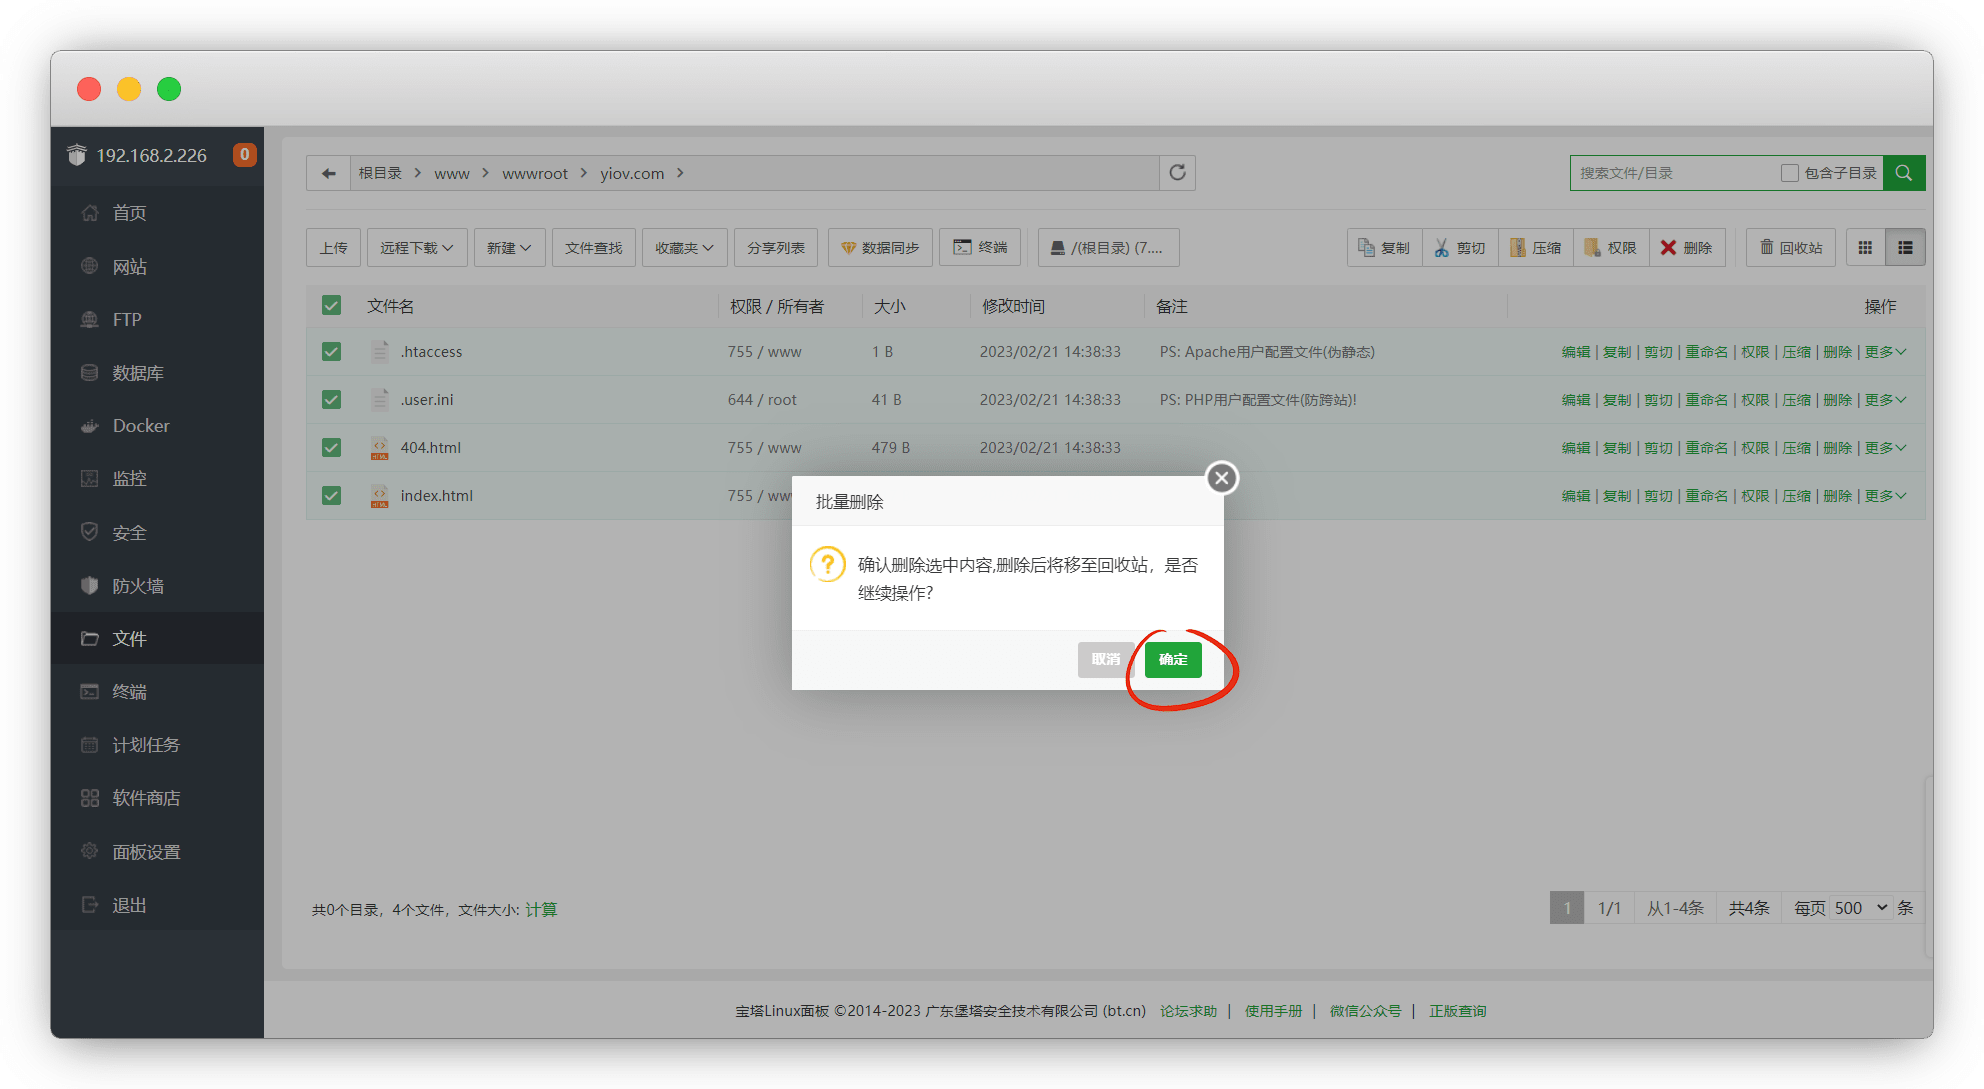 192.168.2.226 0
首页
网站
FTP
数据库
Docker
监控
安全
防火墙
文件
终端
计划任务
软件商店
面板设置
退出
根目录 www wwwroot yiov.com
搜索文件/目录 包含子目录
上传 远程下载 新建 文件查找 收藏夹 分享列表 数据同步 终端 /(根目录) (7.... 复制 剪切 压缩 权限 删除 回收站
文件名 权限 / 所有者 大小 修改时间 备注 操作
.htaccess 755 / www 1 B 2023/02/21 14:38:33 PS: Apache用户配置文件(伪静态) 编辑 | 复制 | 剪切 | 重命名 | 权限 | 压缩 | 删除 | 更多
.user.ini 644 / root 41 B 2023/02/21 14:38:33 PS: PHP用户配置文件(防跨站)! 编辑 | 复制 | 剪切 | 重命名 | 权限 | 压缩 | 删除 | 更多
404.html 755 / www 479 B 2023/02/21 14:38:33 编辑 | 复制 | 剪切 | 重命名 | 权限 | 压缩 | 删除 | 更多
index.html 755 / 编辑 | 复制 | 剪切 | 重命名 | 权限 | 压缩 | 删除 | 更多
批量删除
确认删除选中内容,删除后将移至回收站，是否
继续操作?
取消 确定
共0个目录，4个文件，文件大小: 计算
1 1/1 从1-4条 共4条 每页 500 条
宝塔Linux面板 ©2014-2023 广东堡塔安全技术有限公司 (bt.cn) 论坛求助 | 使用手册 | 微信公众号 | 正版查询